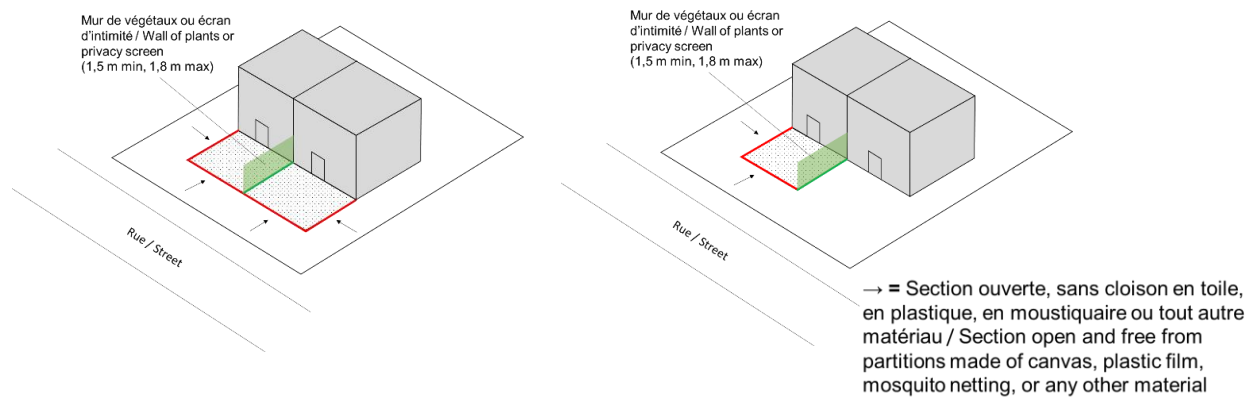 Mur de végétaux ou écran
d'intimité / Wall of plants or
privacy screen
(1,5 m min, 1,8 m max)
Rue / Street
Mur de végétaux ou écran
d'intimité / Wall of plants or
privacy screen
(1,5 m min, 1,8 m max)
Rue / Street
→ = Section ouverte, sans cloison en toile,
en plastique, en moustiquaire ou tout autre
matériau / Section open and free from
partitions made of canvas, plastic film,
mosquito netting, or any other material